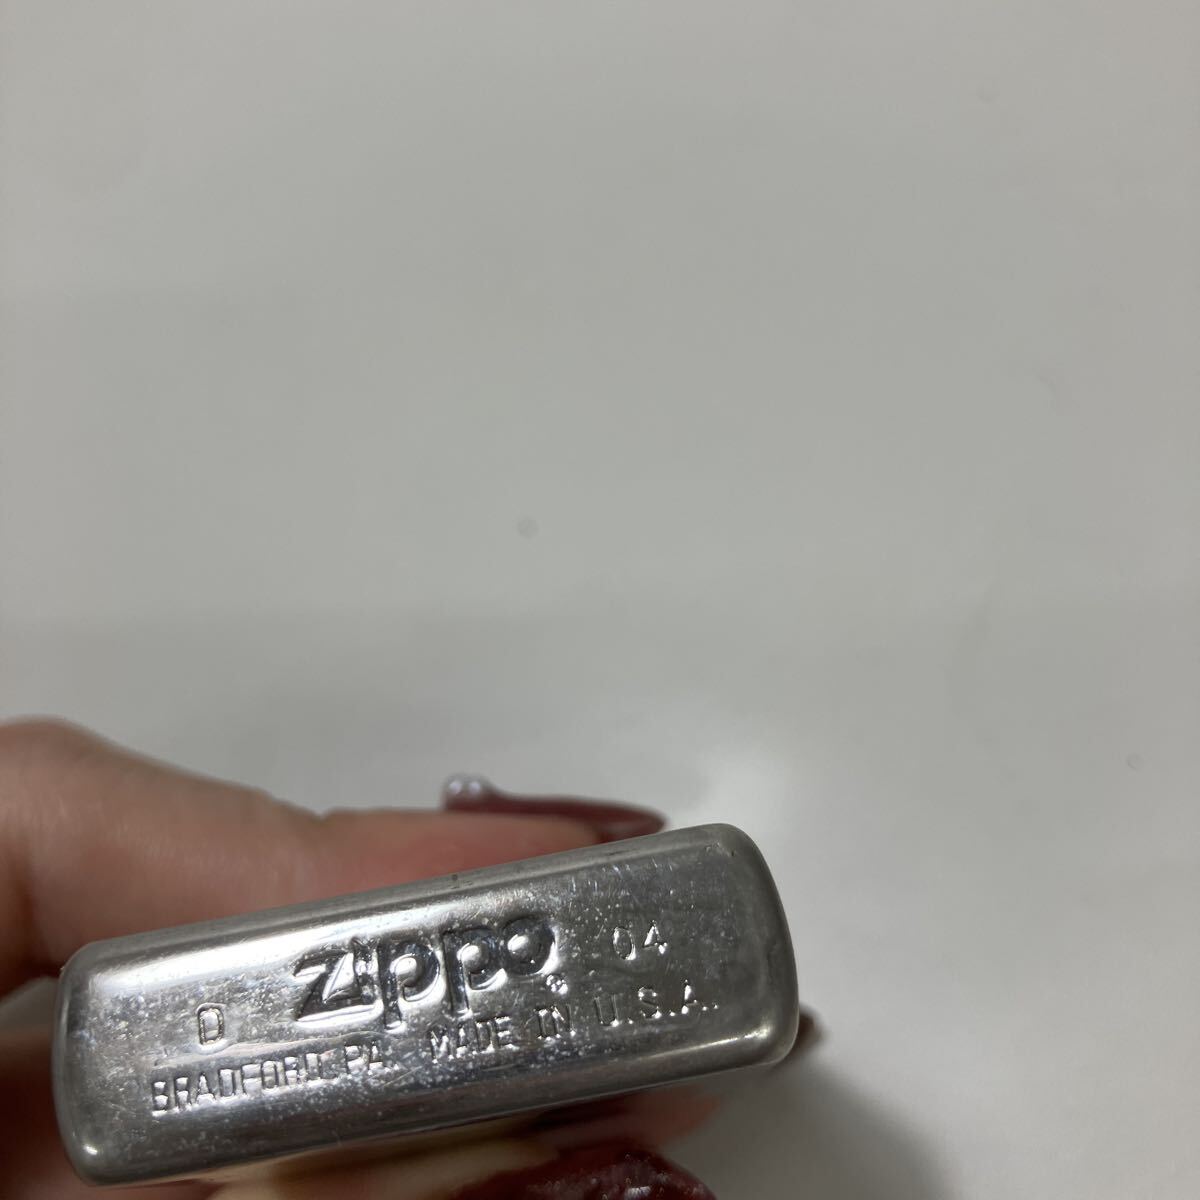 D Zippo ® 04
BRADFORD, PA. MADE IN U.S.A.